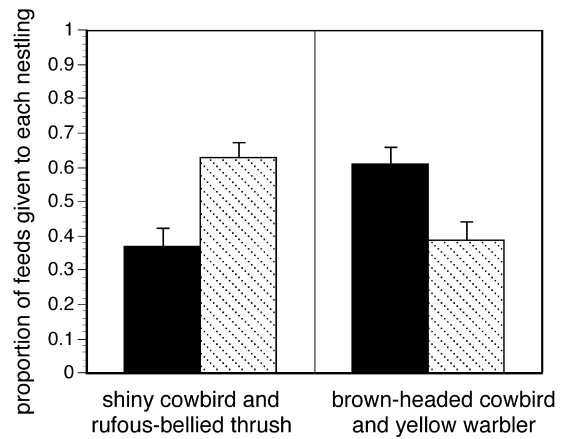 proportion of feeds given to each nestling
1
0.9
0.8
0.7
0.6
0.5
0.4
0.3
0.2
0.1
0
shiny cowbird and
rufous-bellied thrush
brown-headed cowbird
and yellow warbler